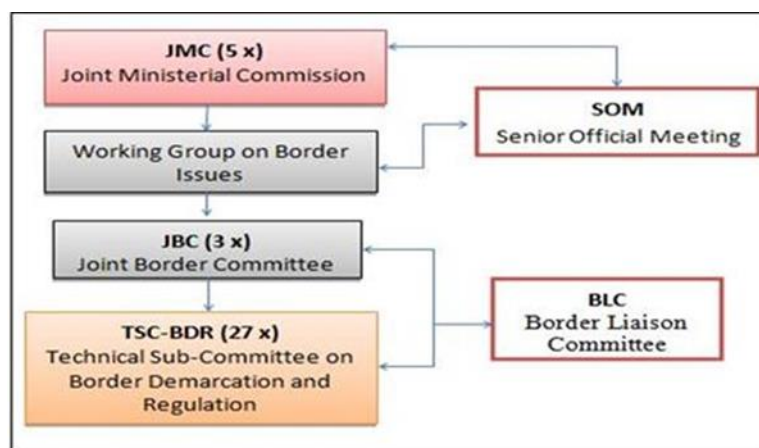 JMC (5 x)
Joint Ministerial Commission
SOM
Senior Official Meeting
Working Group on Border
Issues
JBC (3 x)
Joint Border Committee
BLC
Border Liaison
Committee
TSC-BDR (27 x)
Technical Sub-Committee on
Border Demarcation and
Regulation